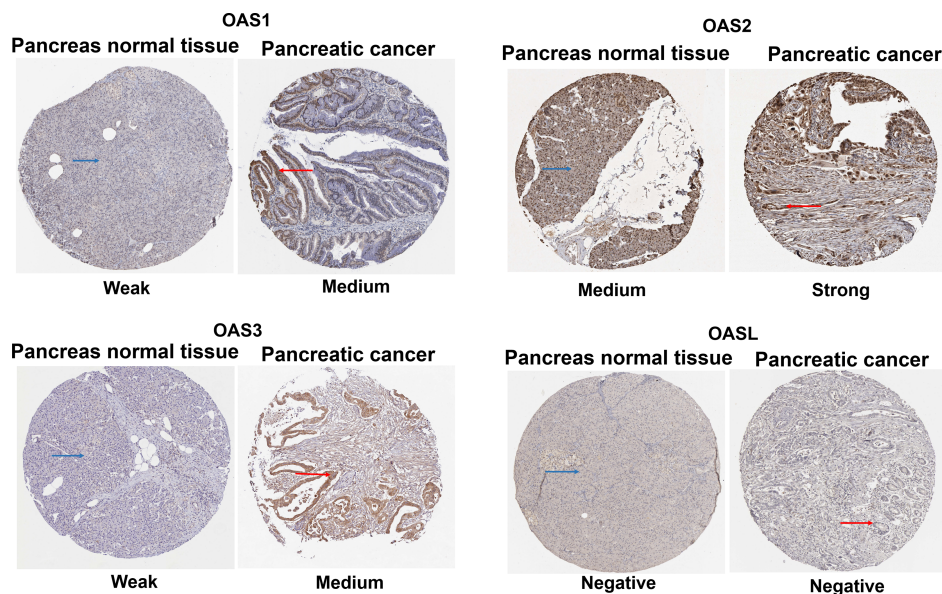 OAS1
Pancreas normal tissue Pancreatic cancer
Weak Medium
OAS2
Pancreas normal tissue Pancreatic cancer
Medium Strong
OAS3
Pancreas normal tissue Pancreatic cancer
Weak Medium
OASL
Pancreas normal tissue Pancreatic cancer
Negative Negative